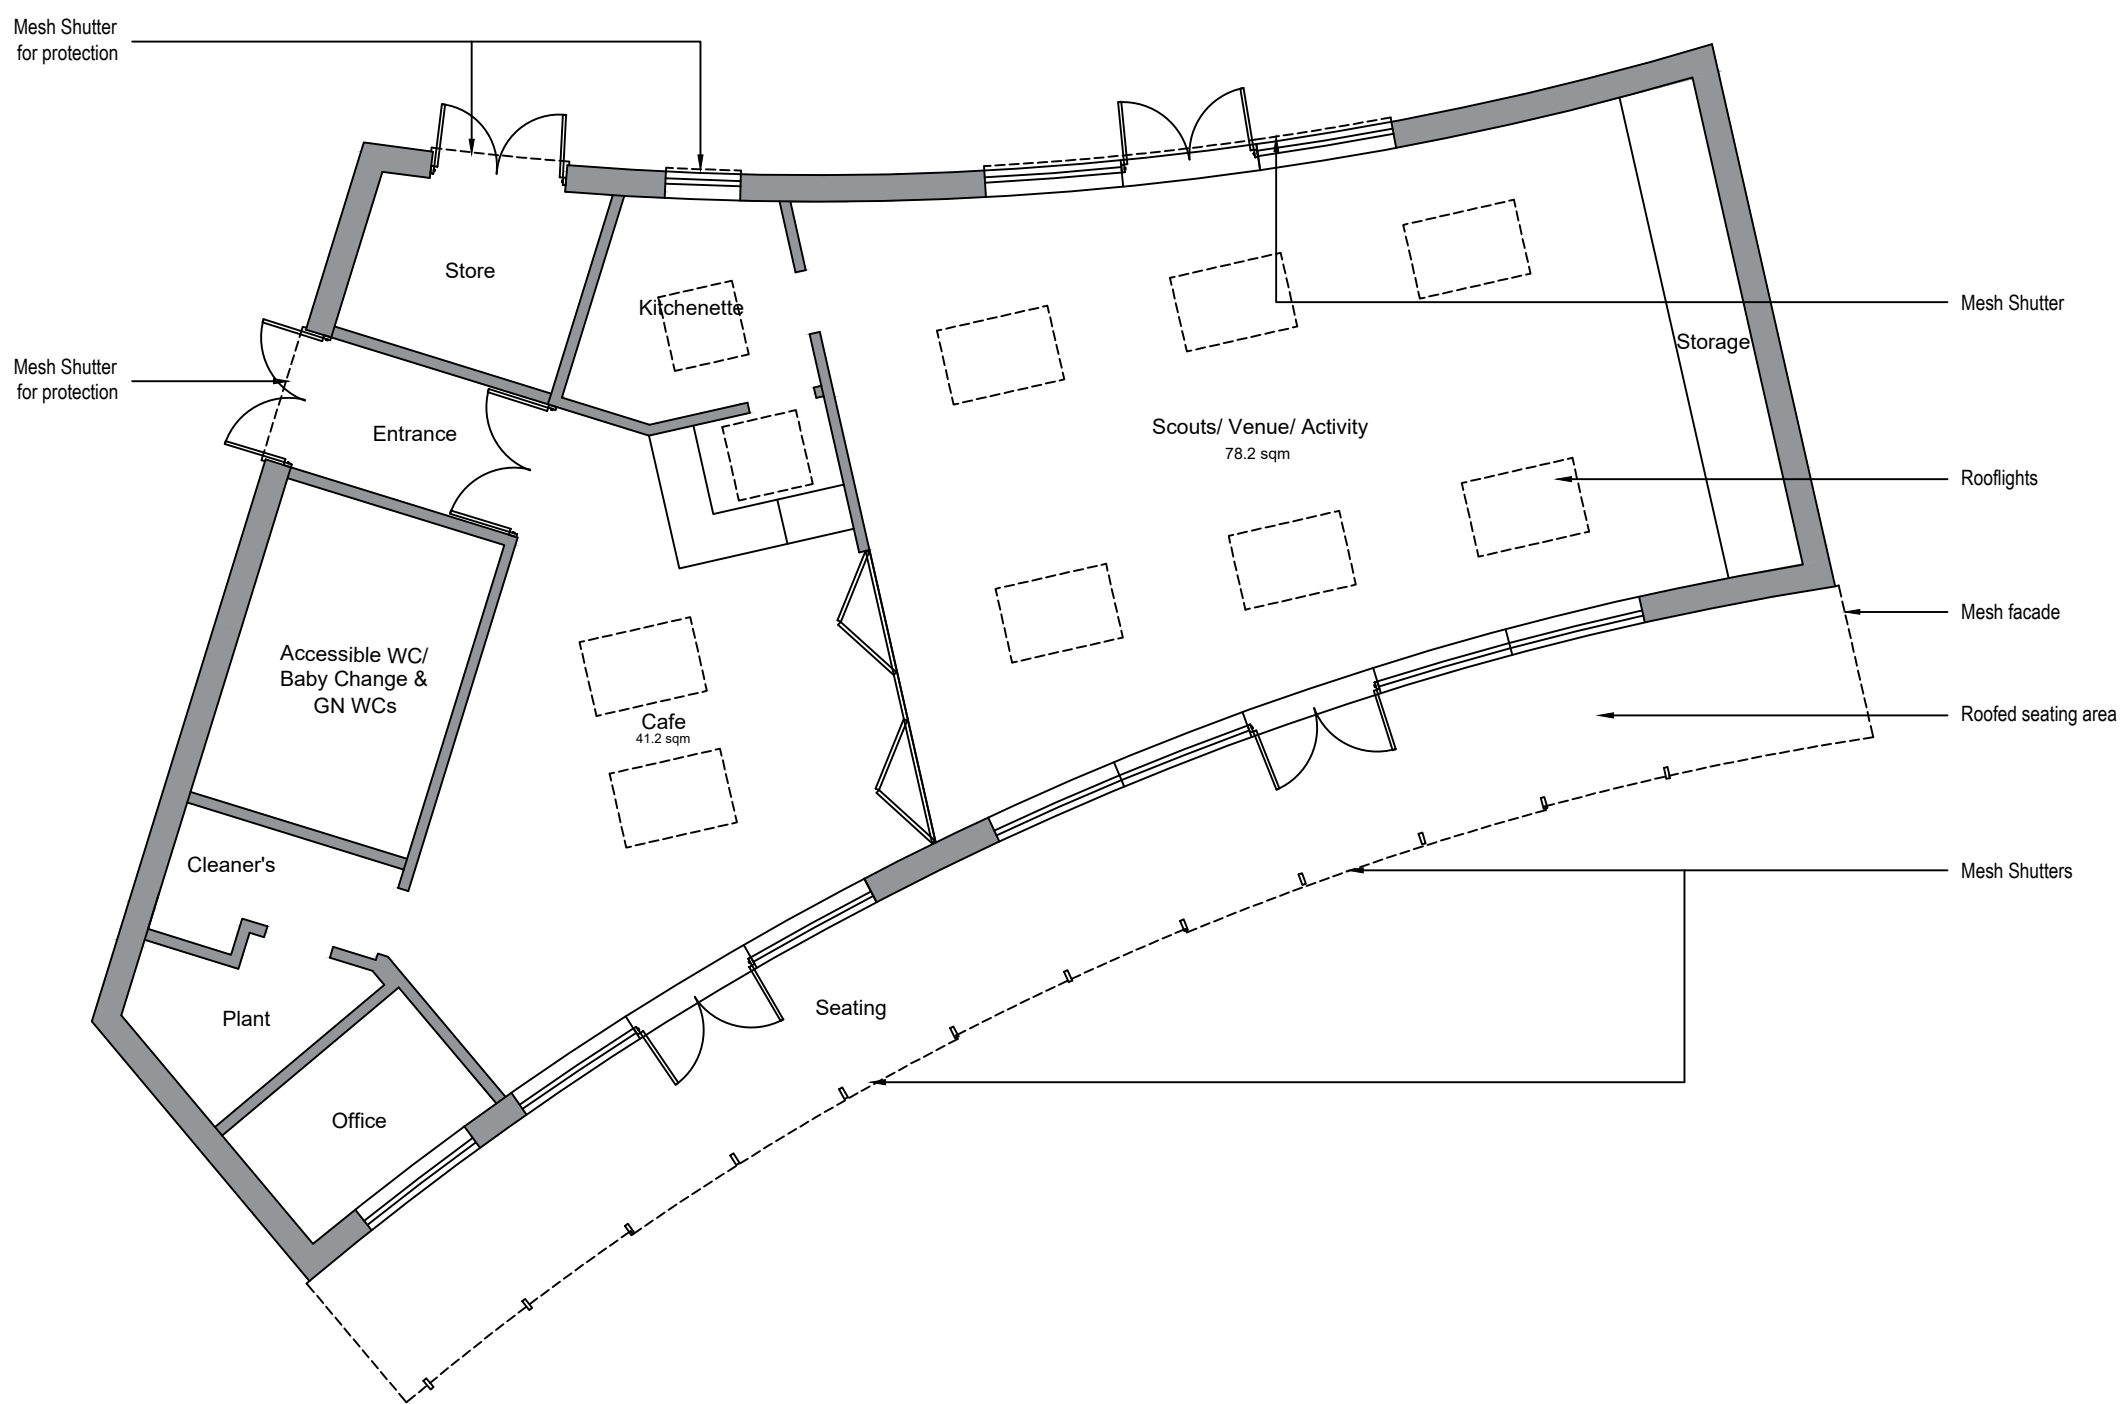 Mesh Shutter
for protection
Store
Kitchenette
Mesh Shutter
Storage
Mesh Shutter
for protection
Entrance
Scouts/ Venue/ Activity
78.2 sqm
Rooflights
Mesh facade
Accessible WC/
Baby Change &
GN WCs
Cafe
41.2 sqm
Roofed seating area
Cleaner's
Mesh Shutters
Seating
Plant
Office